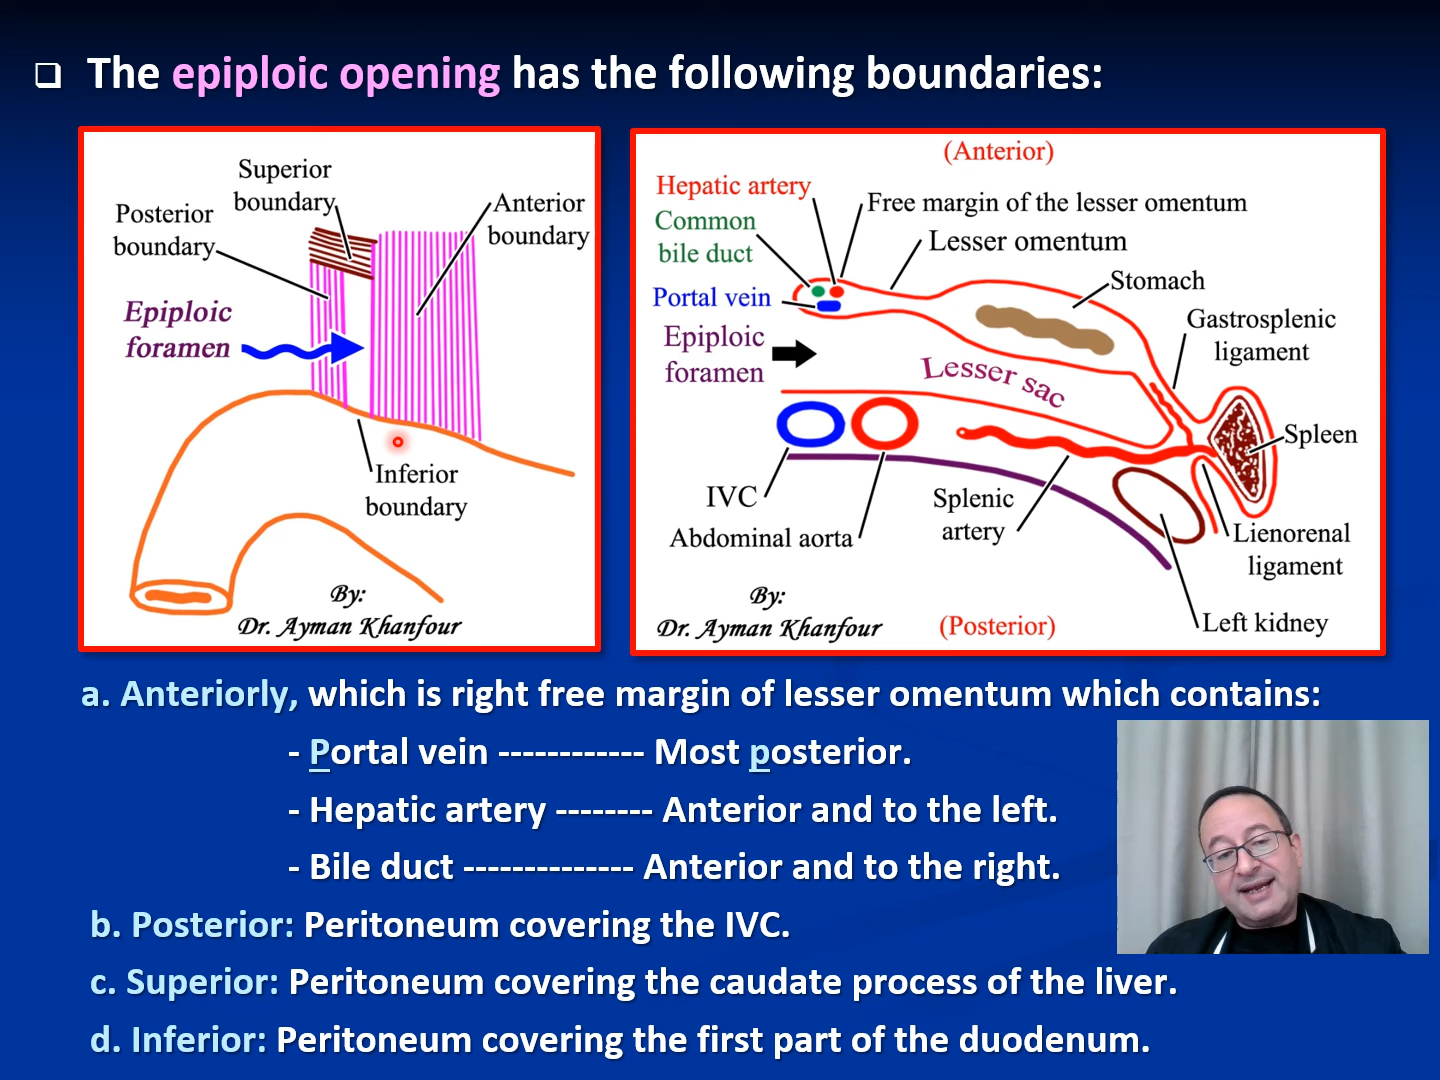 The epiploic opening has the following boundaries:
Superior
boundary
Posterior
boundary
Anterior
boundary
Epiploic
foramen
Inferior
boundary
By:
Dr. Ayman Khanfour
(Anterior)
Hepatic artery
Common
bile duct
Portal vein
Epiploic
foramen
Free margin of the lesser omentum
Lesser omentum
Stomach
Gastrosplenic
ligament
Lesser sac
Spleen
IVC
Abdominal aorta
Splenic
artery
Lienorenal
ligament
Left kidney
By:
Dr. Ayman Khanfour
(Posterior)
a. Anteriorly, which is right free margin of lesser omentum which contains:
- Portal vein ------------ Most posterior.
- Hepatic artery -------- Anterior and to the left.
- Bile duct -------------- Anterior and to the right.
b. Posterior: Peritoneum covering the IVC.
c. Superior: Peritoneum covering the caudate process of the liver.
d. Inferior: Peritoneum covering the first part of the duodenum.